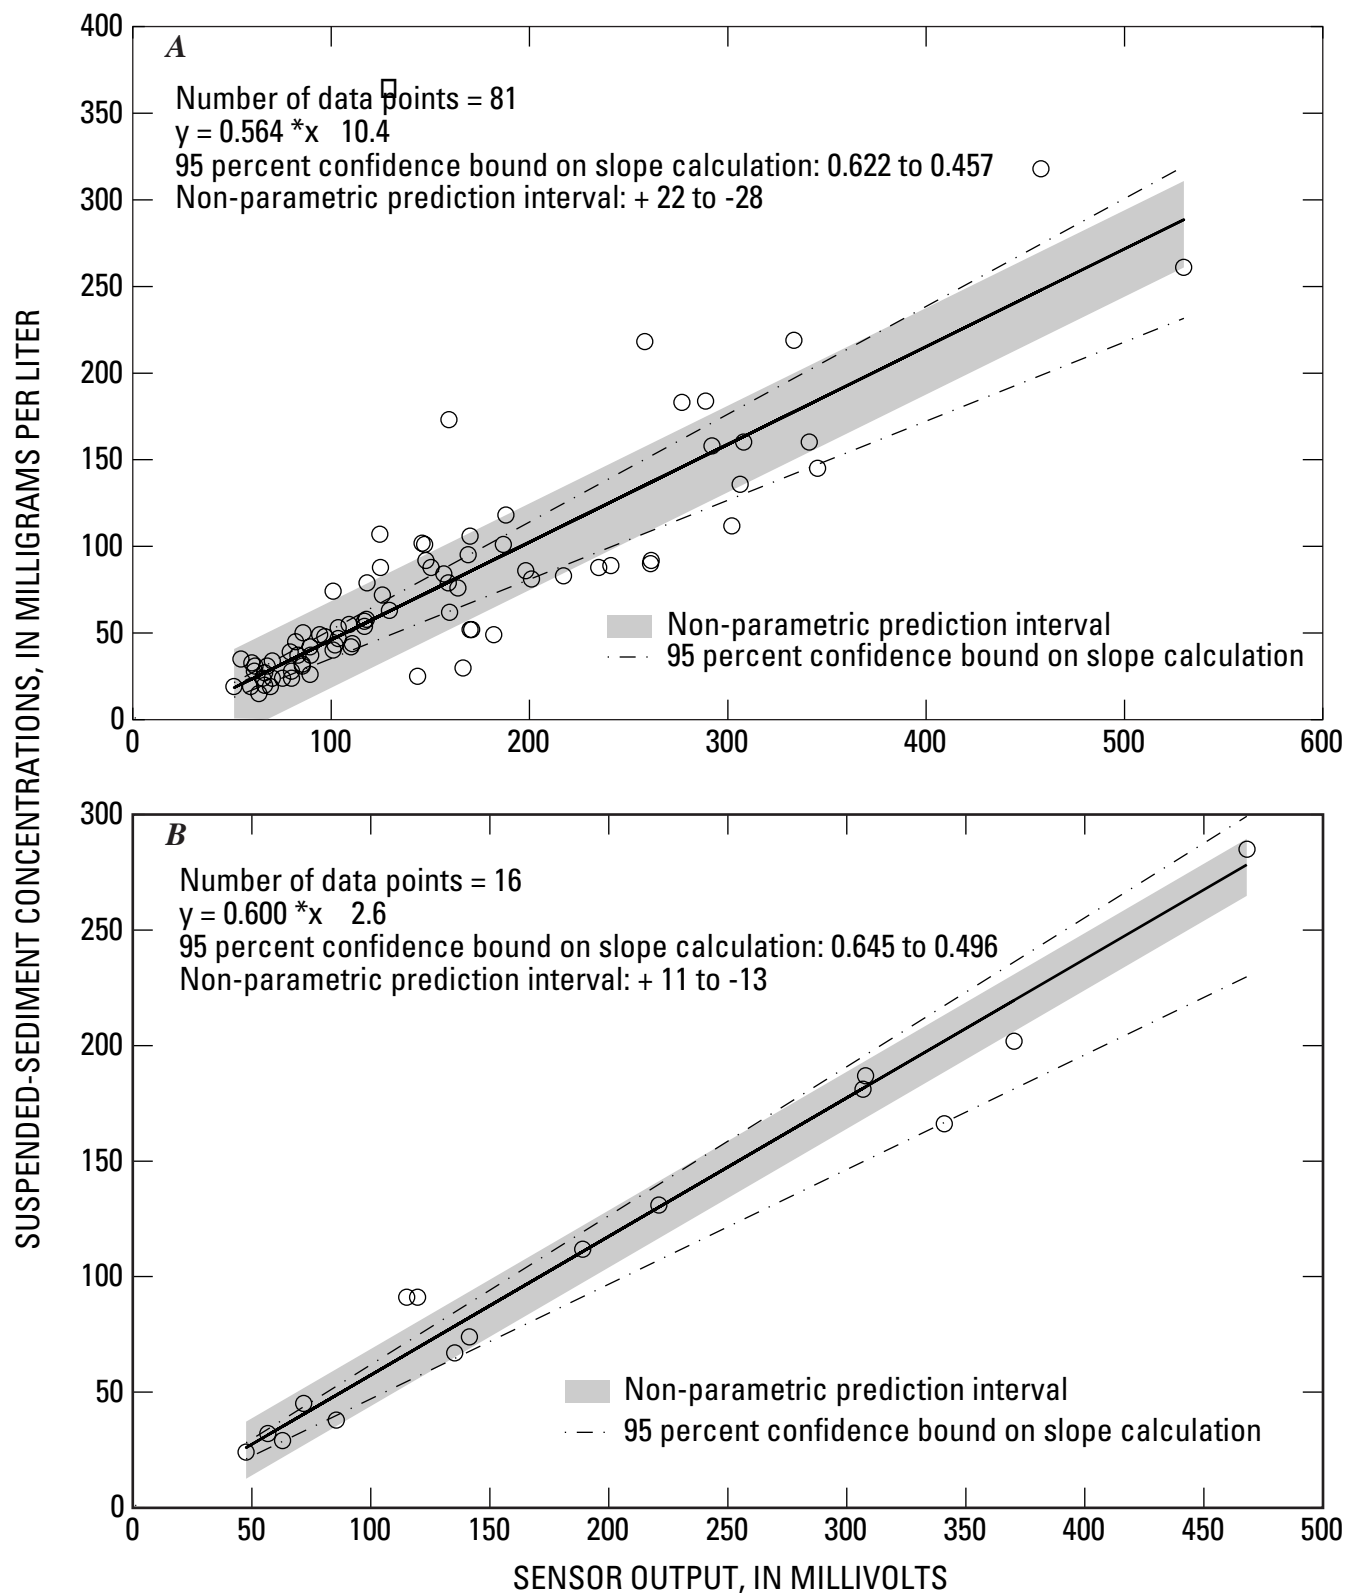 SUSPENDED-SEDIMENT CONCENTRATIONS, IN MILLIGRAMS PER LITER
400
350
300
250
200
150
100
50
0
A
Number of data points = 81
y = 0.564 *x 10.4
95 percent confidence bound on slope calculation: 0.622 to 0.457
Non-parametric prediction interval: + 22 to -28
Non-parametric prediction interval
95 percent confidence bound on slope calculation
0 100 200 300 400 500 600
300
250
200
150
100
50
0
B
Number of data points = 16
y = 0.600 *x 2.6
95 percent confidence bound on slope calculation: 0.645 to 0.496
Non-parametric prediction interval: + 11 to -13
Non-parametric prediction interval
95 percent confidence bound on slope calculation
0 50 100 150 200 250 300 350 400 450 500
SENSOR OUTPUT, IN MILLIVOLTS